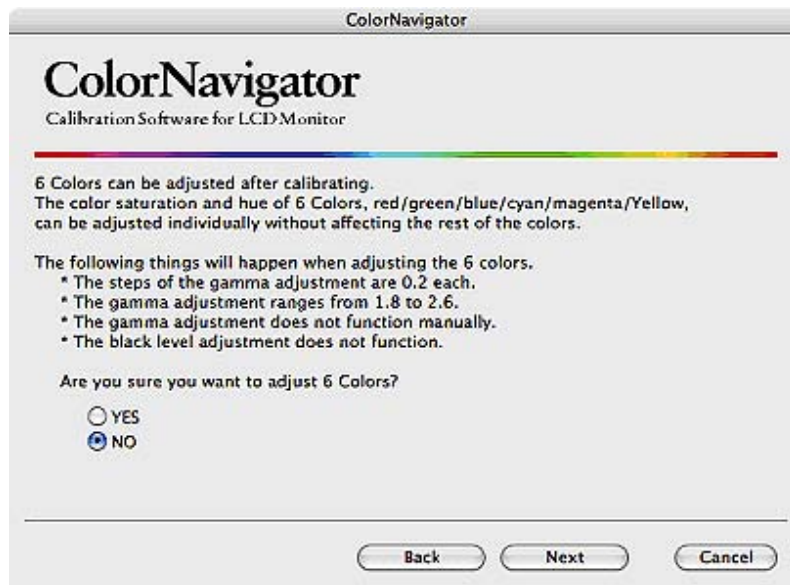 ColorNavigator
ColorNavigator
Calibration Software for LCD Monitor
6 Colors can be adjusted after calibrating.
The color saturation and hue of 6 Colors, red/green/blue/cyan/magenta/Yellow,
can be adjusted individually without affecting the rest of the colors.
The following things will happen when adjusting the 6 colors.
* The steps of the gamma adjustment are 0.2 each.
* The gamma adjustment ranges from 1.8 to 2.6.
* The gamma adjustment does not function manually.
* The black level adjustment does not function.
Are you sure you want to adjust 6 Colors?
YES
NO
Back Next Cancel